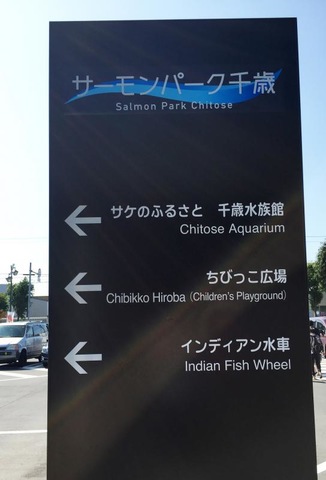 サーモンパーク千歳
Salmon Park Chitose
サケのふるさと 千歳水族館
Chitose Aquarium
ちびっこ広場
Chibikko Hiroba (Children's Playground)
インディアン水車
Indian Fish Wheel